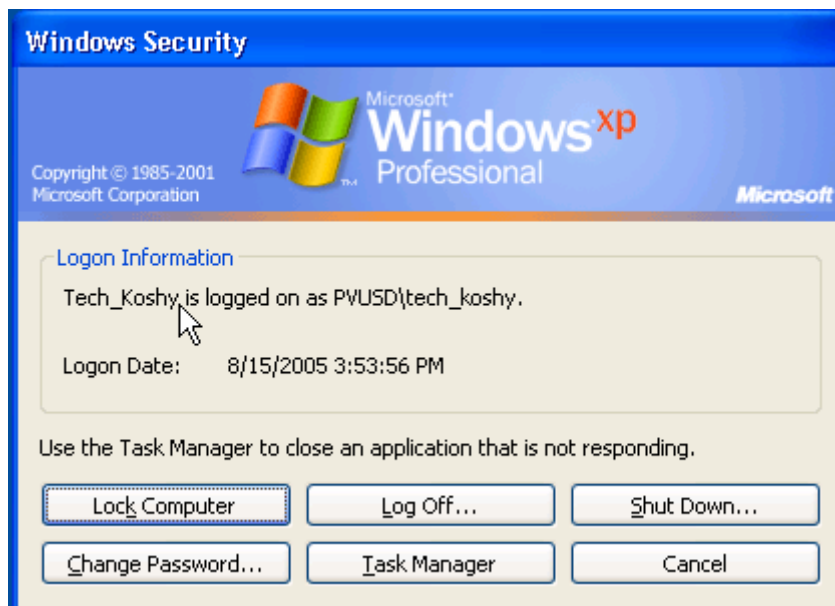 Windows Security
Microsoft®
Windows xp
Professional
Copyright © 1985-2001
Microsoft Corporation
TM
Microsoft
Logon Information
Tech_Koshy is logged on as PVUSD\tech_koshy.
Logon Date: 8/15/2005 3:53:56 PM
Use the Task Manager to close an application that is not responding.
Lock Computer
Log Off...
Shut Down...
Change Password...
Task Manager
Cancel